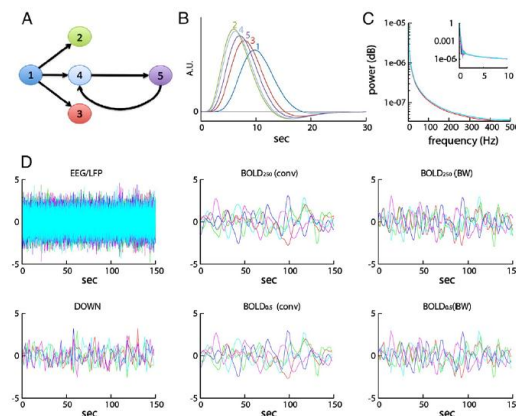 A
1
2
4
5
3
B
A.U.
0
2
4
5
3
1
0
10
20
30
sec
C
power (dB)
1e-05
1e-06
1e-07
0
100
200
300
400
500
frequency (Hz)
1
0.001
1e-05
0
5
10
D
EEG/LFP
5
0
-5
0
50
100
150
sec
BOLD250 (conv)
5
0
-5
0
50
100
150
sec
BOLD250 (BW)
5
0
-5
0
50
100
150
sec
DOWN
5
0
-5
0
50
100
150
sec
BOLD0.5 (conv)
5
0
-5
0
50
100
150
sec
BOLD0.5(BW)
5
0
-5
0
50
100
150
sec